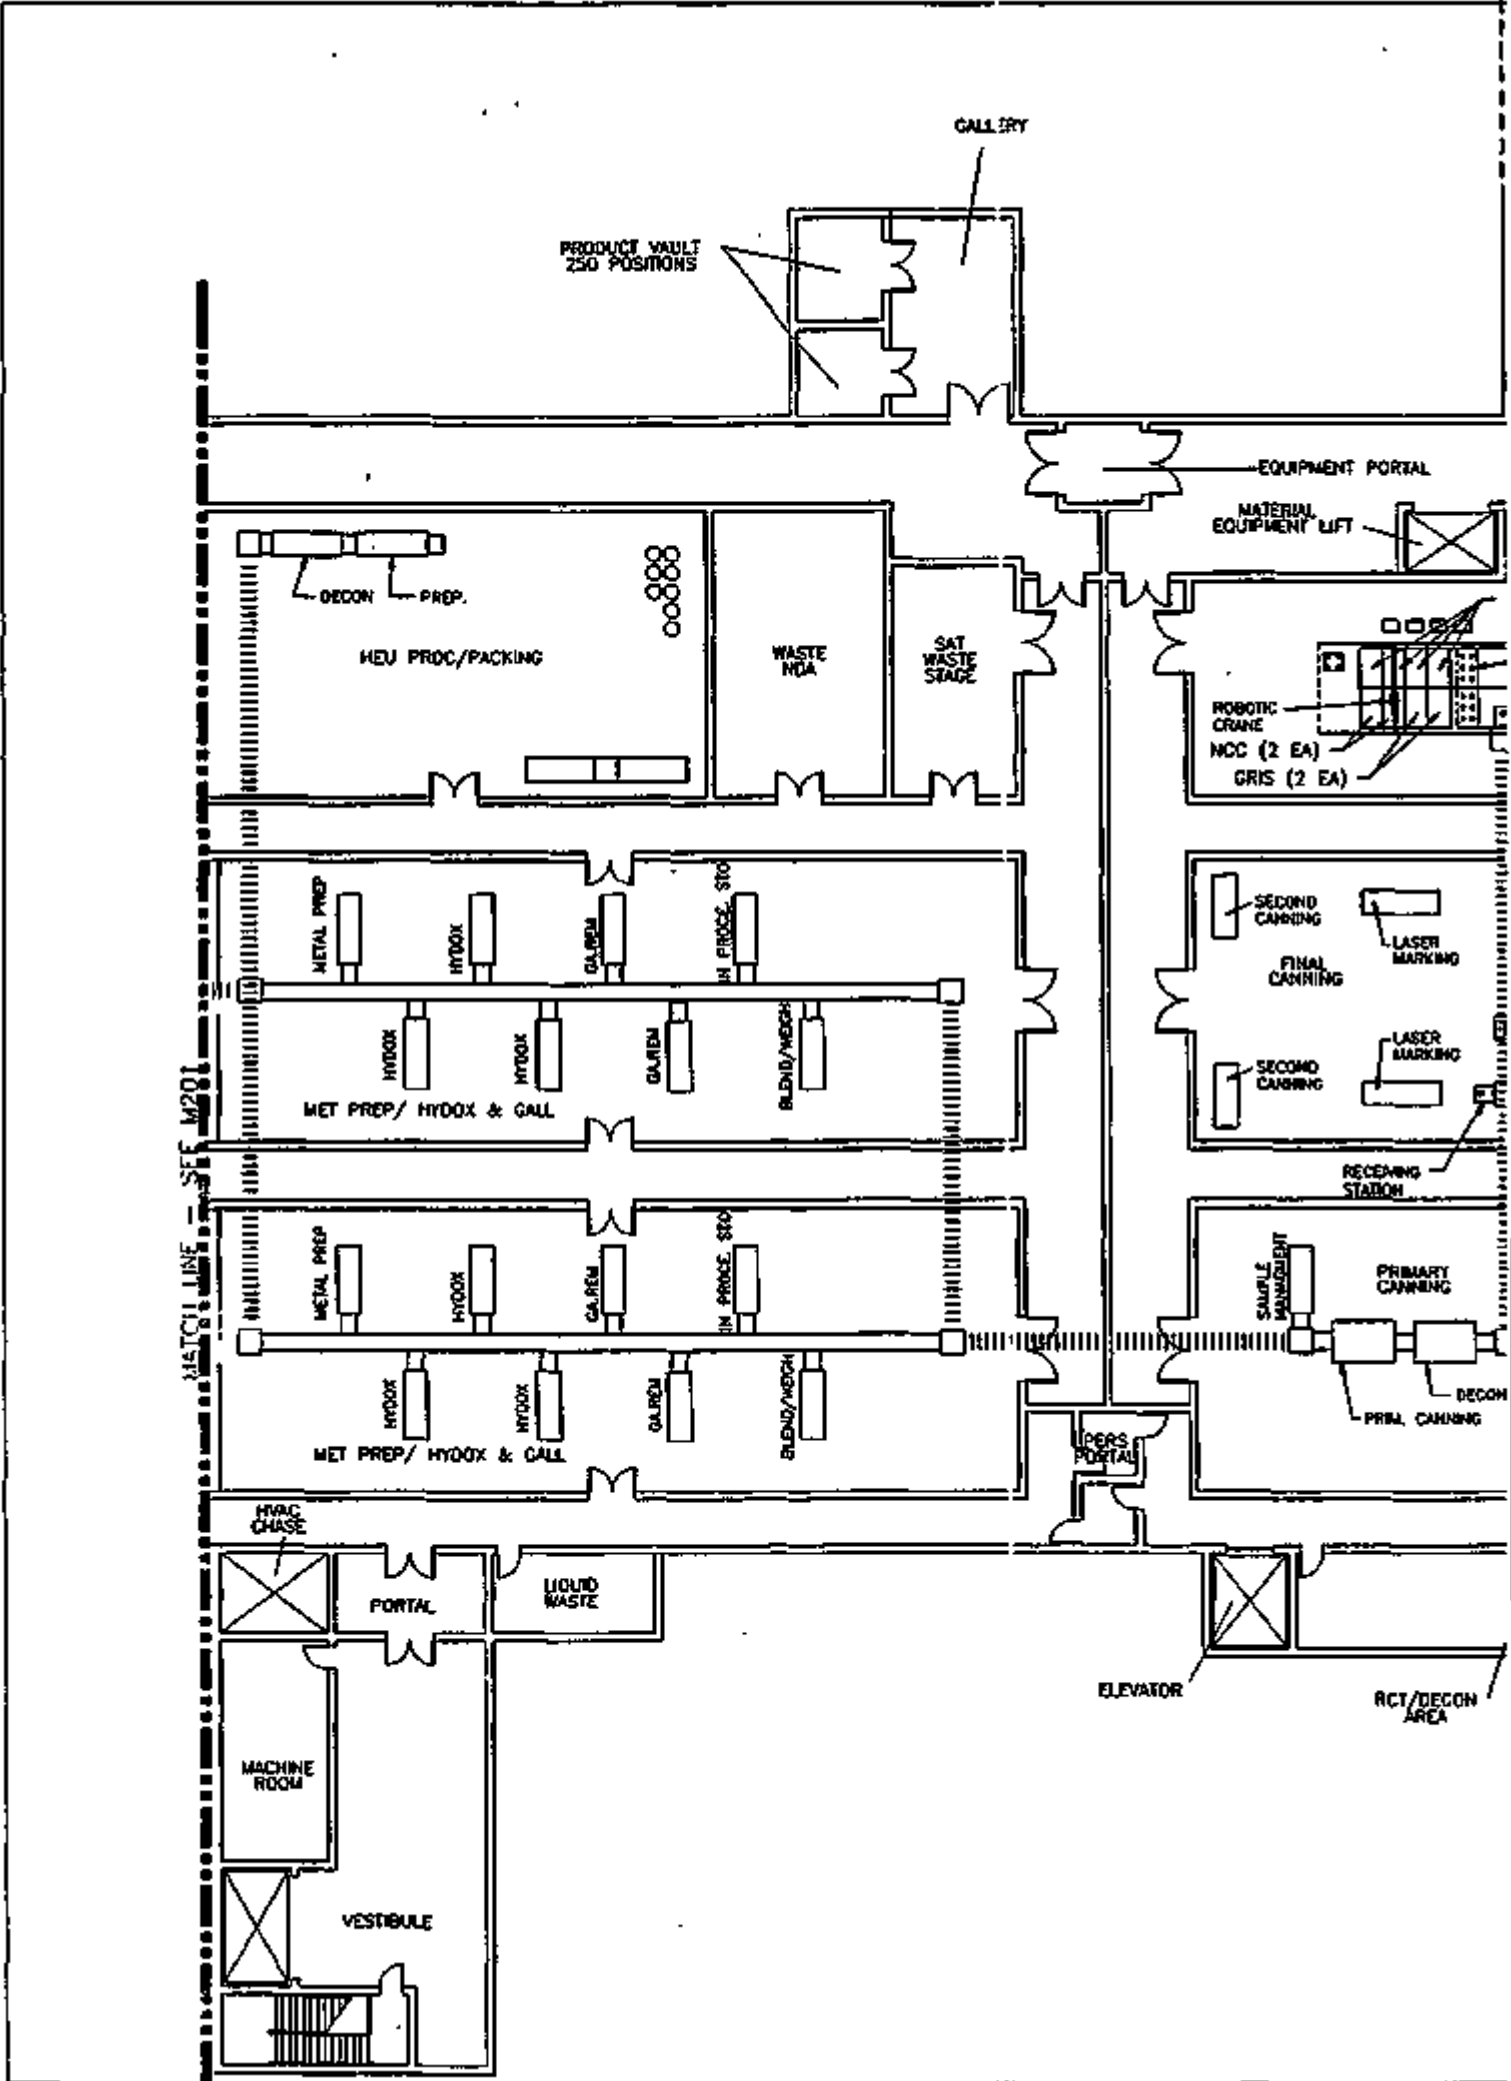 GALLERY
PRODUCT VAULT
250 POSITIONS
EQUIPMENT PORTAL
MATERIAL
EQUIPMENT LIFT
DECON
PREP.
HEU PROC/PACKING
WASTE
NDA
SAT
WASTE
STAGE
ROBOTIC
CRANE
NCC (2 EA)
GRIS (2 EA)
METAL PREP
HYDOX
GA.REM
IN PROCE. STO
SECOND
CANNING
LASER
MARKING
FINAL
CANNING
HYDOX
HYDOX
GA.REM
BLEND/WEIGH
LASER
MARKING
SECOND
CANNING
MET PREP/ HYDOX & GALL
MATCH LINE - SEE M201
RECEIVING
STATION
METAL PREP
HYDOX
GA.REM
IN PROCE. STO
SAMPLE
MANAGMENT
PRIMARY
CANNING
HYDOX
HYDOX
GA.REM
BLEND/WEIGH
DECON
PRIM. CANNING
MET PREP/ HYDOX & GALL
PERS
PORTAL
HVAC
CHASE
PORTAL
LIQUID
WASTE
ELEVATOR
RCT/DECON
AREA
MACHINE
ROOM
VESTIBULE